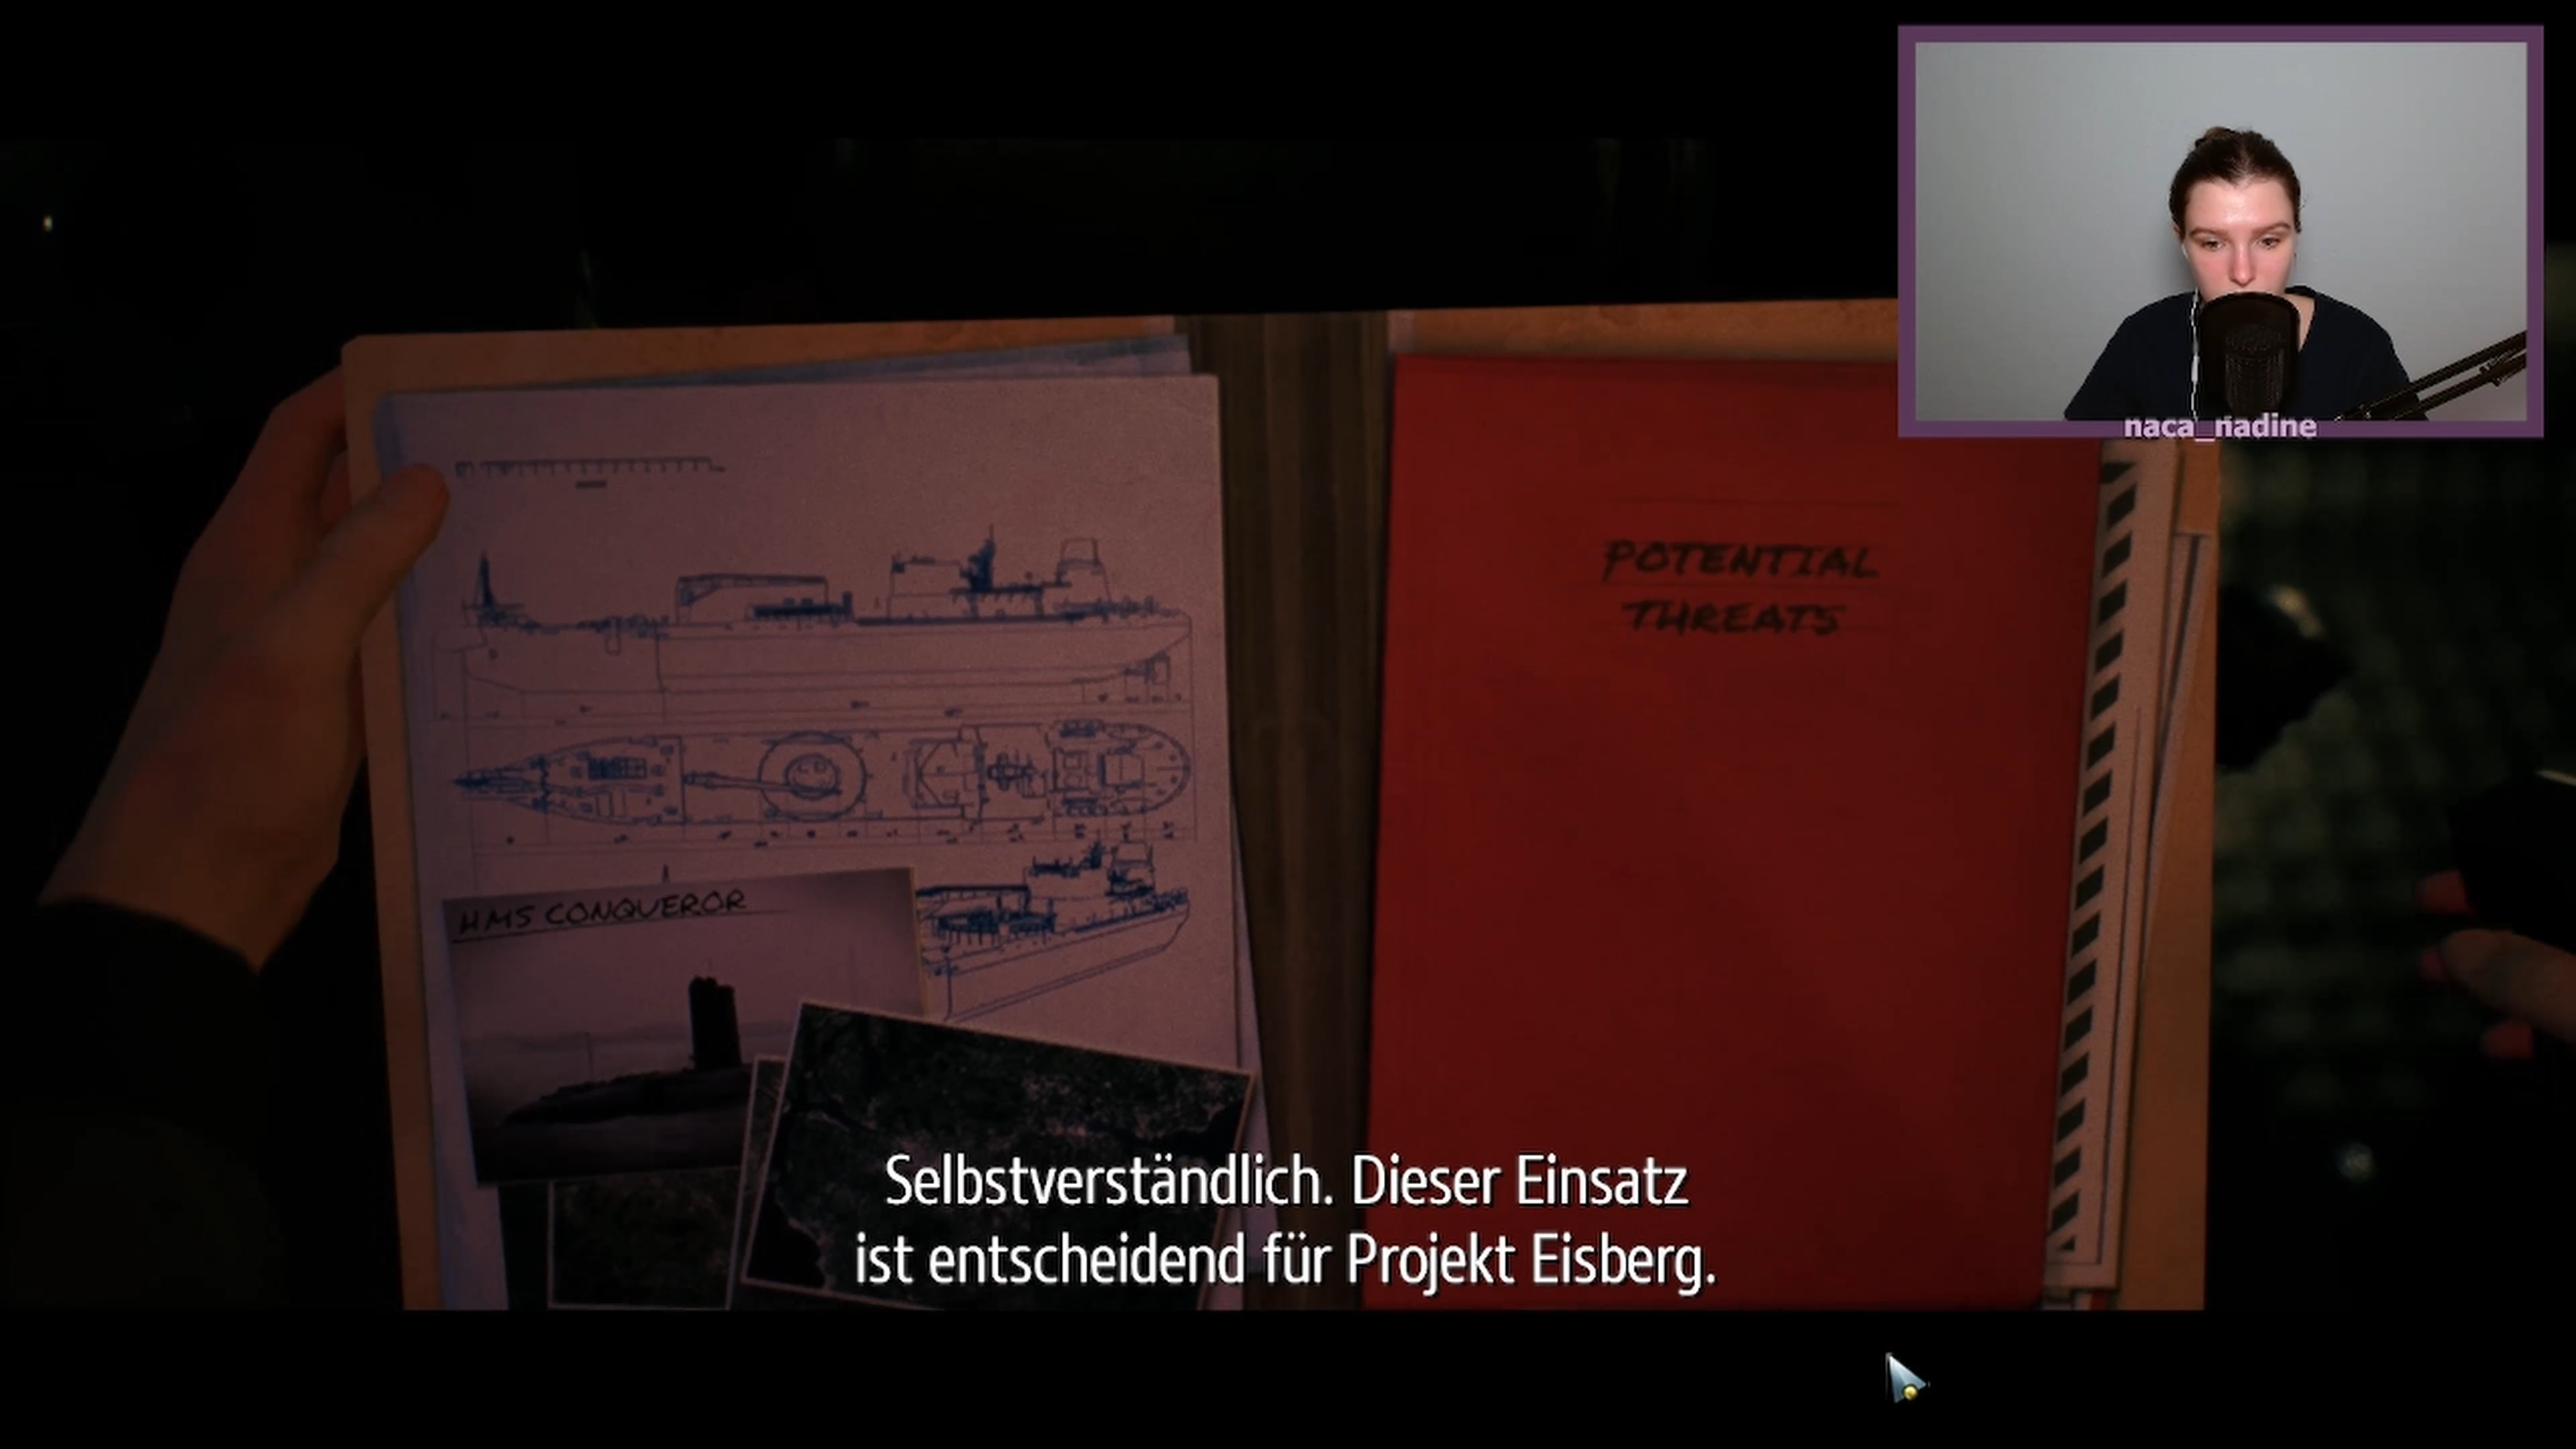 naca_nadine
POTENTIAL
THREATS
HMS CONQUEROR
Selbstverständlich. Dieser Einsatz
ist entscheidend für Projekt Eisberg.